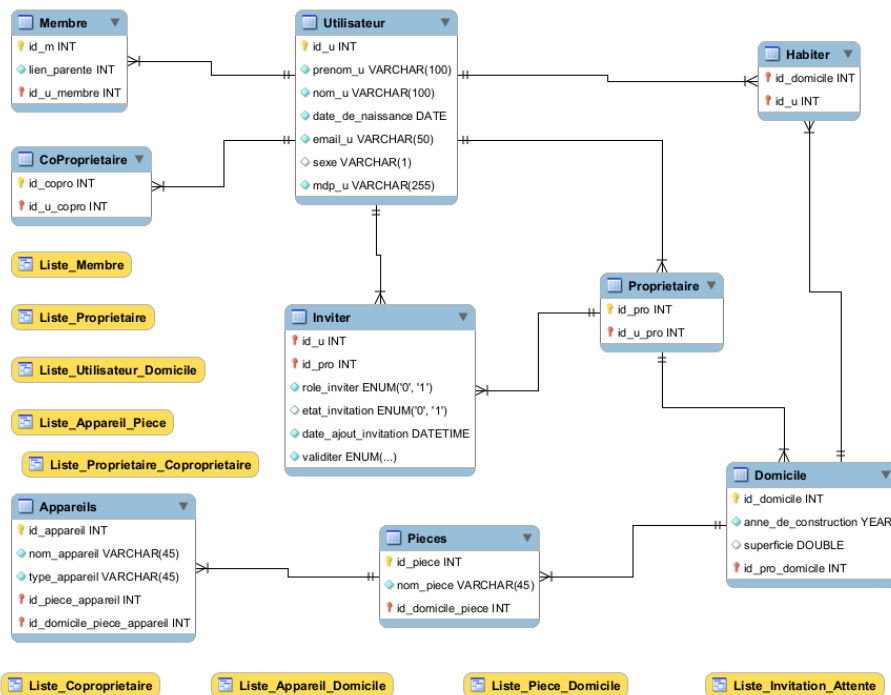 Membre
id_m INT
lien_parente INT
id_u_membre INT
Utilisateur
id_u INT
prenom_u VARCHAR(100)
nom_u VARCHAR(100)
date_de_naissance DATE
email_u VARCHAR(50)
sexe VARCHAR(1)
mdp_u VARCHAR(255)
Habiter
id_domicile INT
id_u INT
CoProprietaire
id_copro INT
id_u_copro INT
Liste_Membre
Liste_Proprietaire
Liste_Utilisateur_Domicile
Liste_Appareil_Piece
Liste_Proprietaire_Coproprietaire
Inviter
id_u INT
id_pro INT
role_inviter ENUM('0', '1')
etat_invitation ENUM('0', '1')
date_ajout_invitation DATETIME
validiter ENUM(...)
Proprietaire
id_pro INT
id_u_pro INT
Domicile
id_domicile INT
anne_de_construction YEAR
superficie DOUBLE
id_pro_domicile INT
Appareils
id_appareil INT
nom_appareil VARCHAR(45)
type_appareil VARCHAR(45)
id_piece_appareil INT
id_domicile_piece_appareil INT
Pieces
id_piece INT
nom_piece VARCHAR(45)
id_domicile_piece INT
Liste_Coproprietaire
Liste_Appareil_Domicile
Liste_Piece_Domicile
Liste_Invitation_Attente